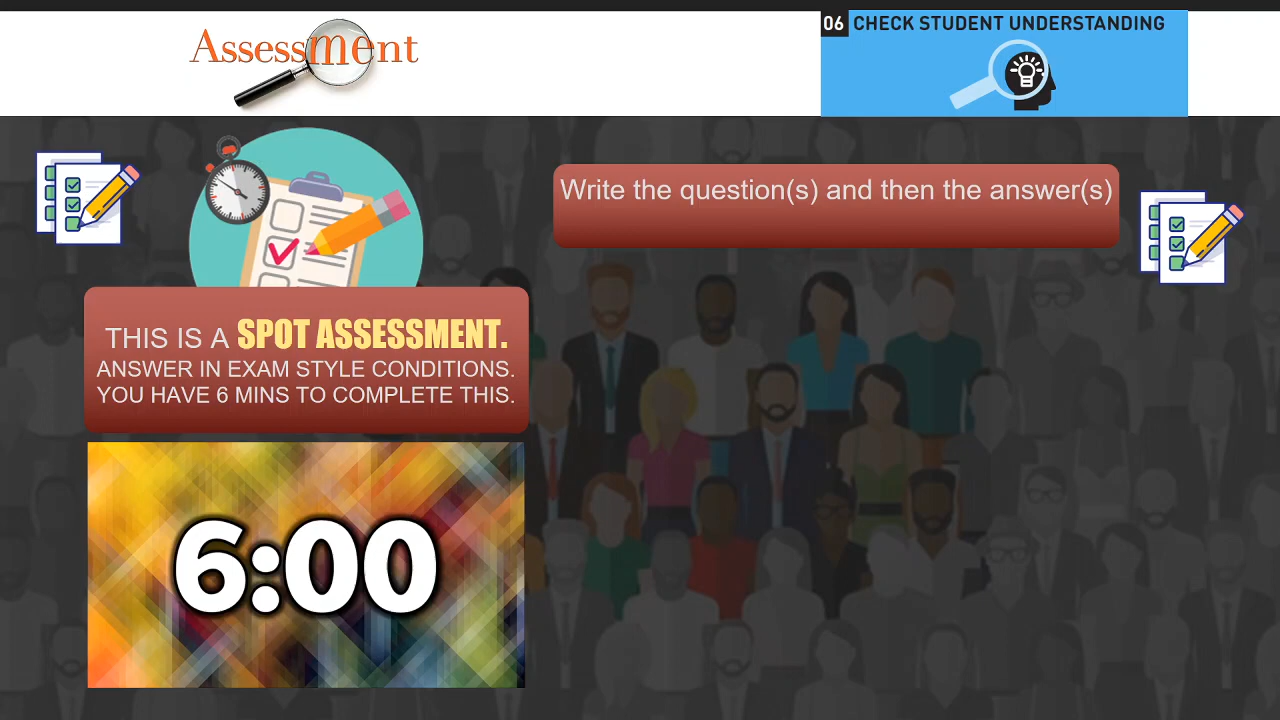 Assessment
06 CHECK STUDENT UNDERSTANDING
Write the question(s) and then the answer(s)
THIS IS A SPOT ASSESSMENT.
ANSWER IN EXAM STYLE CONDITIONS.
YOU HAVE 6 MINS TO COMPLETE THIS.
6:00